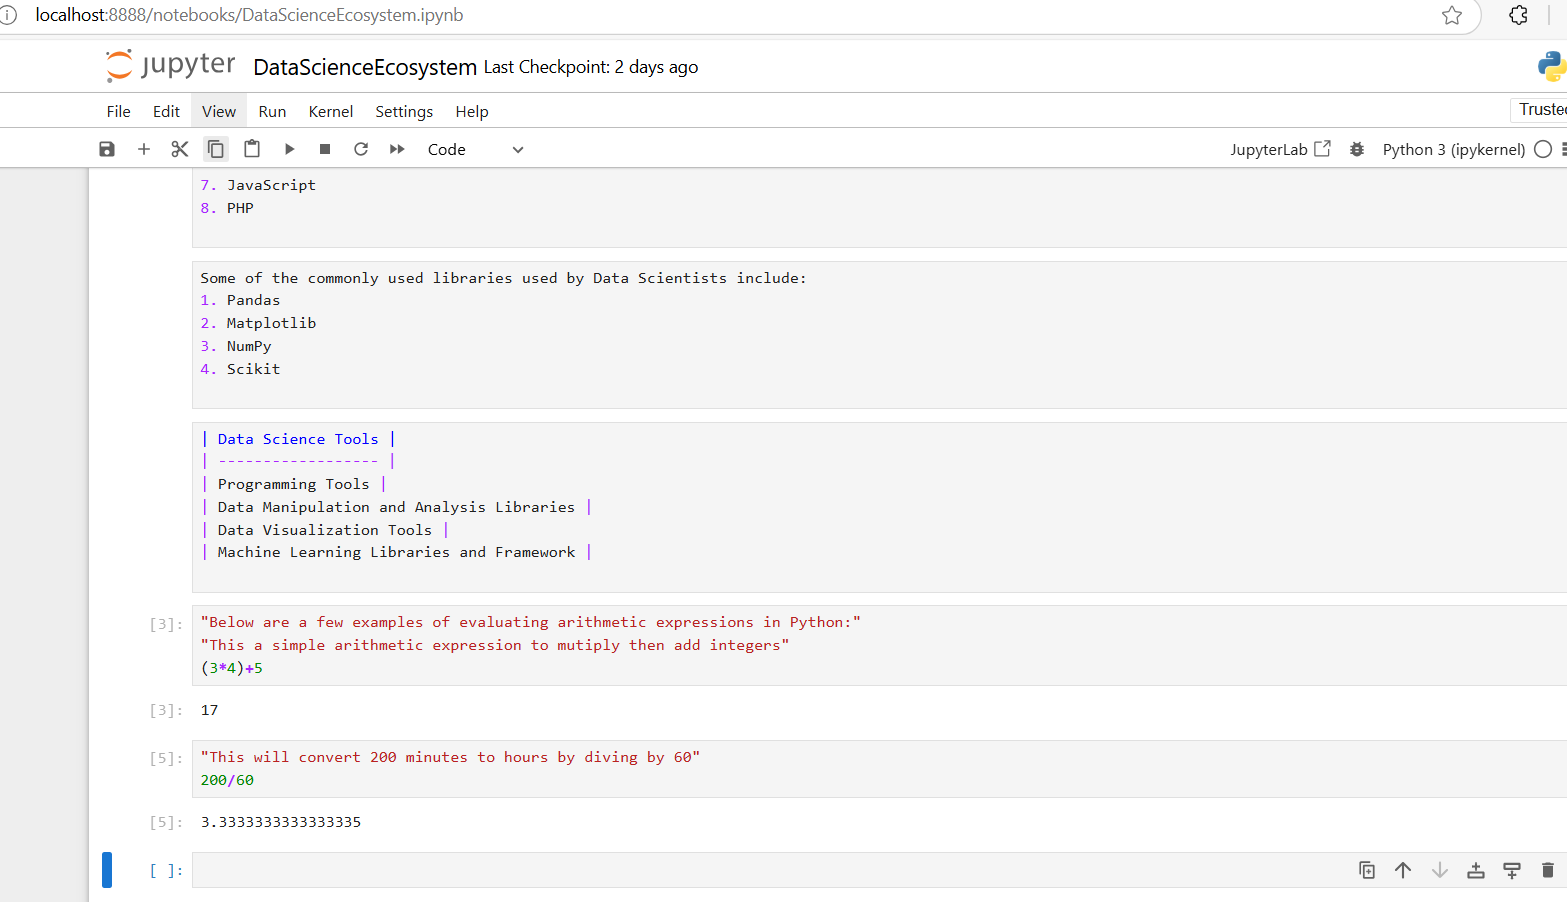 localhost:8888/notebooks/DataScienceEcosystem.ipynb
jupyter DataScienceEcosystem Last Checkpoint: 2 days ago
File Edit View Run Kernel Settings Help
Trusted
Code JupyterLab Python 3 (ipykernel)
7. JavaScript
8. PHP
Some of the commonly used libraries used by Data Scientists include:
1. Pandas
2. Matplotlib
3. NumPy
4. Scikit
| Data Science Tools |
| ------------------ |
| Programming Tools |
| Data Manipulation and Analysis Libraries |
| Data Visualization Tools |
| Machine Learning Libraries and Framework |
[3]: "Below are a few examples of evaluating arithmetic expressions in Python:"
"This a simple arithmetic expression to mutiply then add integers"
(3*4)+5
[3]: 17
[5]: "This will convert 200 minutes to hours by diving by 60"
200/60
[5]: 3.3333333333333335
[ ]: